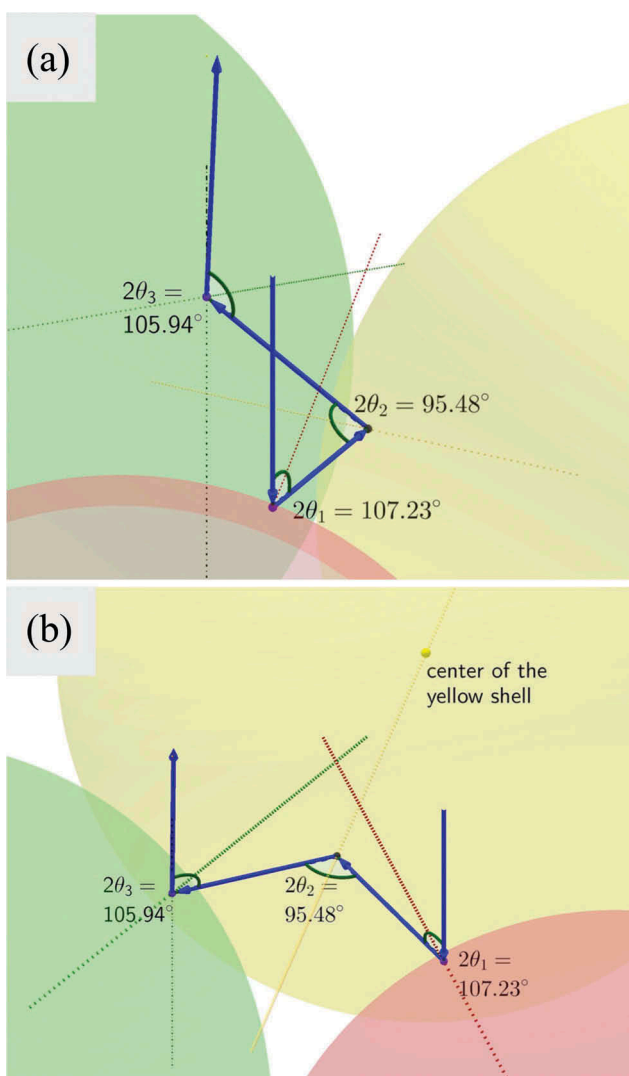 (a)
2θ₃ =
105.94°
2θ₂ = 95.48°
2θ₁ = 107.23°
(b)
center of the
yellow shell
2θ₃ =
105.94°
2θ₂ =
95.48°
2θ₁ =
107.23°